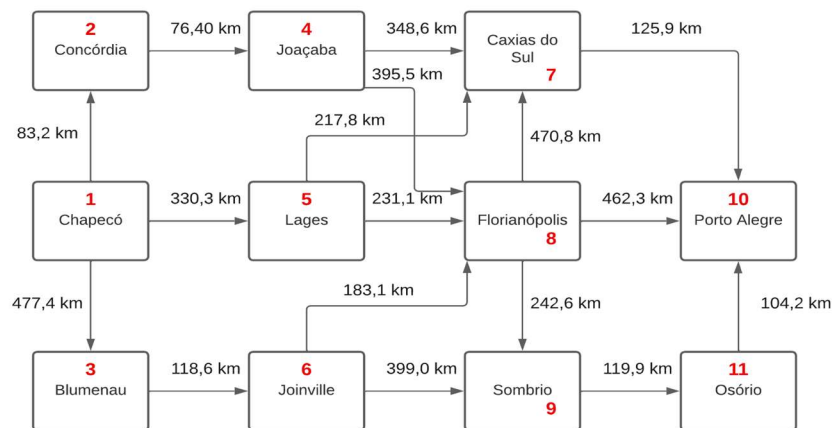 2
Concórdia
76,40 km
4
Joaçaba
348,6 km
Caxias do
Sul
7
125,9 km
395,5 km
83,2 km
217,8 km
470,8 km
1
Chapecó
330,3 km
5
Lages
231,1 km
Florianópolis
8
462,3 km
10
Porto Alegre
477,4 km
183,1 km
242,6 km
104,2 km
3
Blumenau
118,6 km
6
Joinville
399,0 km
Sombrio
9
119,9 km
11
Osório